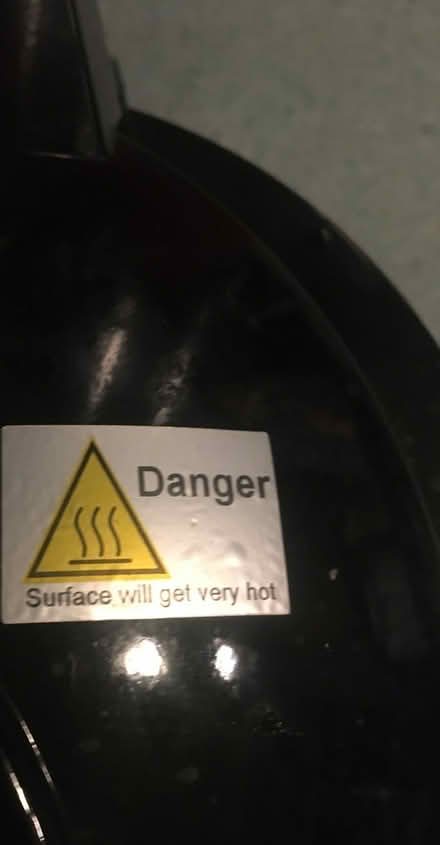 Danger
Surface will get very hot